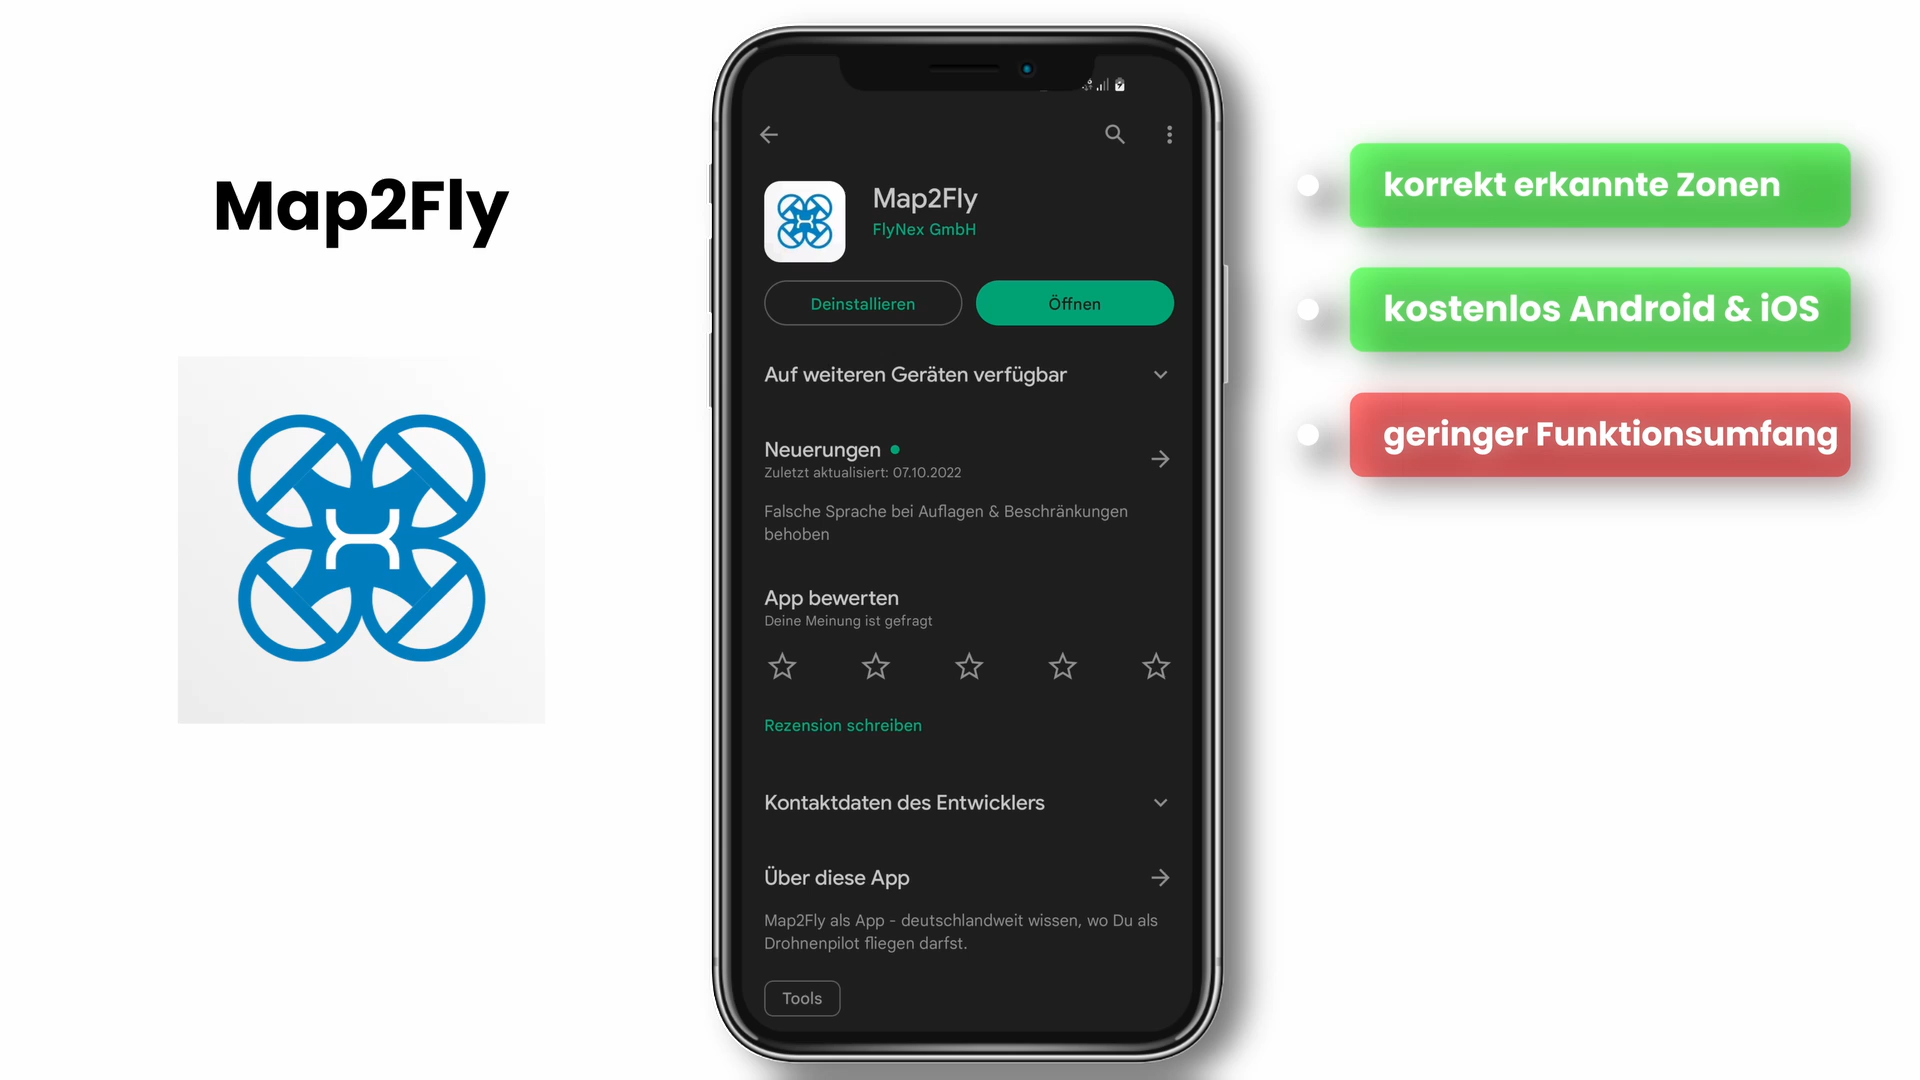 Map2Fly
Map2Fly
FlyNex GmbH
Deinstallieren
Öffnen
Auf weiteren Geräten verfügbar
Neuerungen
Zuletzt aktualisiert: 07.10.2022
Falsche Sprache bei Auflagen & Beschränkungen
behoben
App bewerten
Deine Meinung ist gefragt
Rezension schreiben
Kontaktdaten des Entwicklers
Über diese App
Map2Fly als App - deutschlandweit wissen, wo Du als
Drohnenpilot fliegen darfst.
Tools
korrekt erkannte Zonen
kostenlos Android & iOS
geringer Funktionsumfang